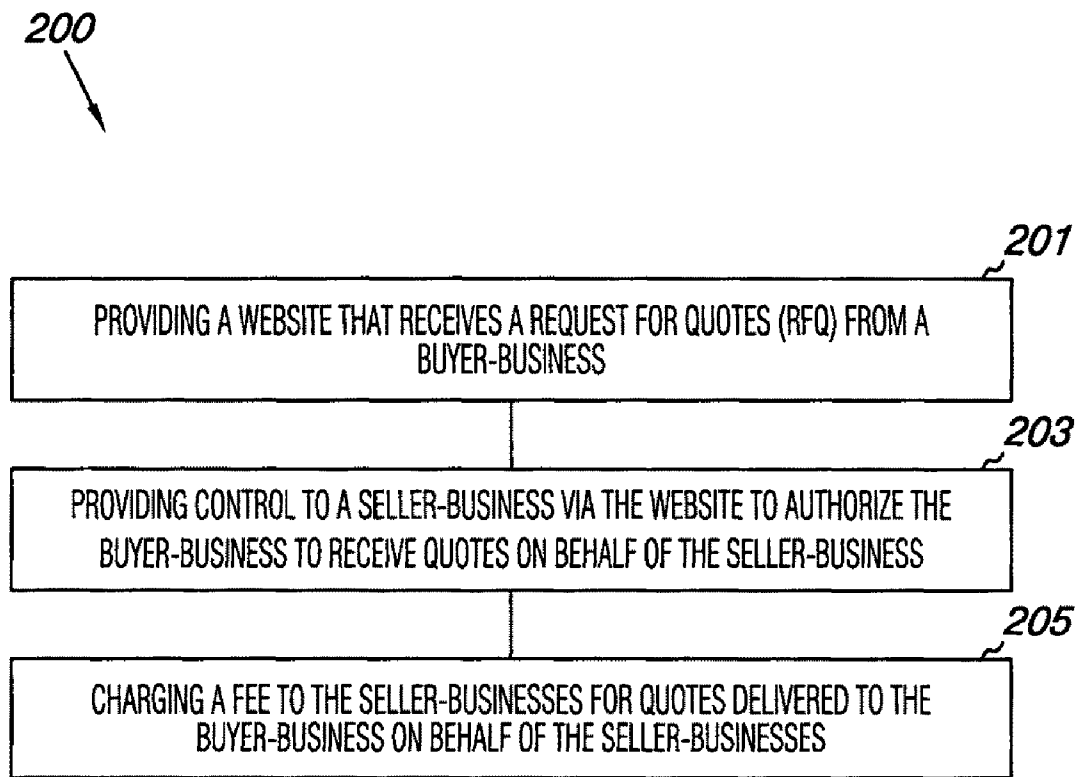 200
201
PROVIDING A WEBSITE THAT RECEIVES A REQUEST FOR QUOTES (RFQ) FROM A
BUYER-BUSINESS
203
PROVIDING CONTROL TO A SELLER-BUSINESS VIA THE WEBSITE TO AUTHORIZE THE
BUYER-BUSINESS TO RECEIVE QUOTES ON BEHALF OF THE SELLER-BUSINESS
205
CHARGING A FEE TO THE SELLER-BUSINESSES FOR QUOTES DELIVERED TO THE
BUYER-BUSINESS ON BEHALF OF THE SELLER-BUSINESSES